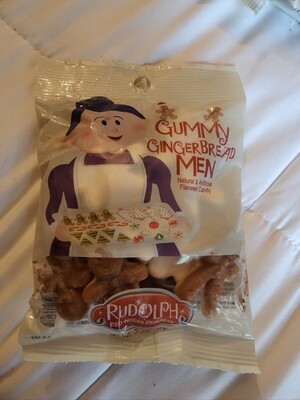 GUMMY
GINGERBREAD
MEN
Natural & Artificial
Flavored Candy
RUDOLPH